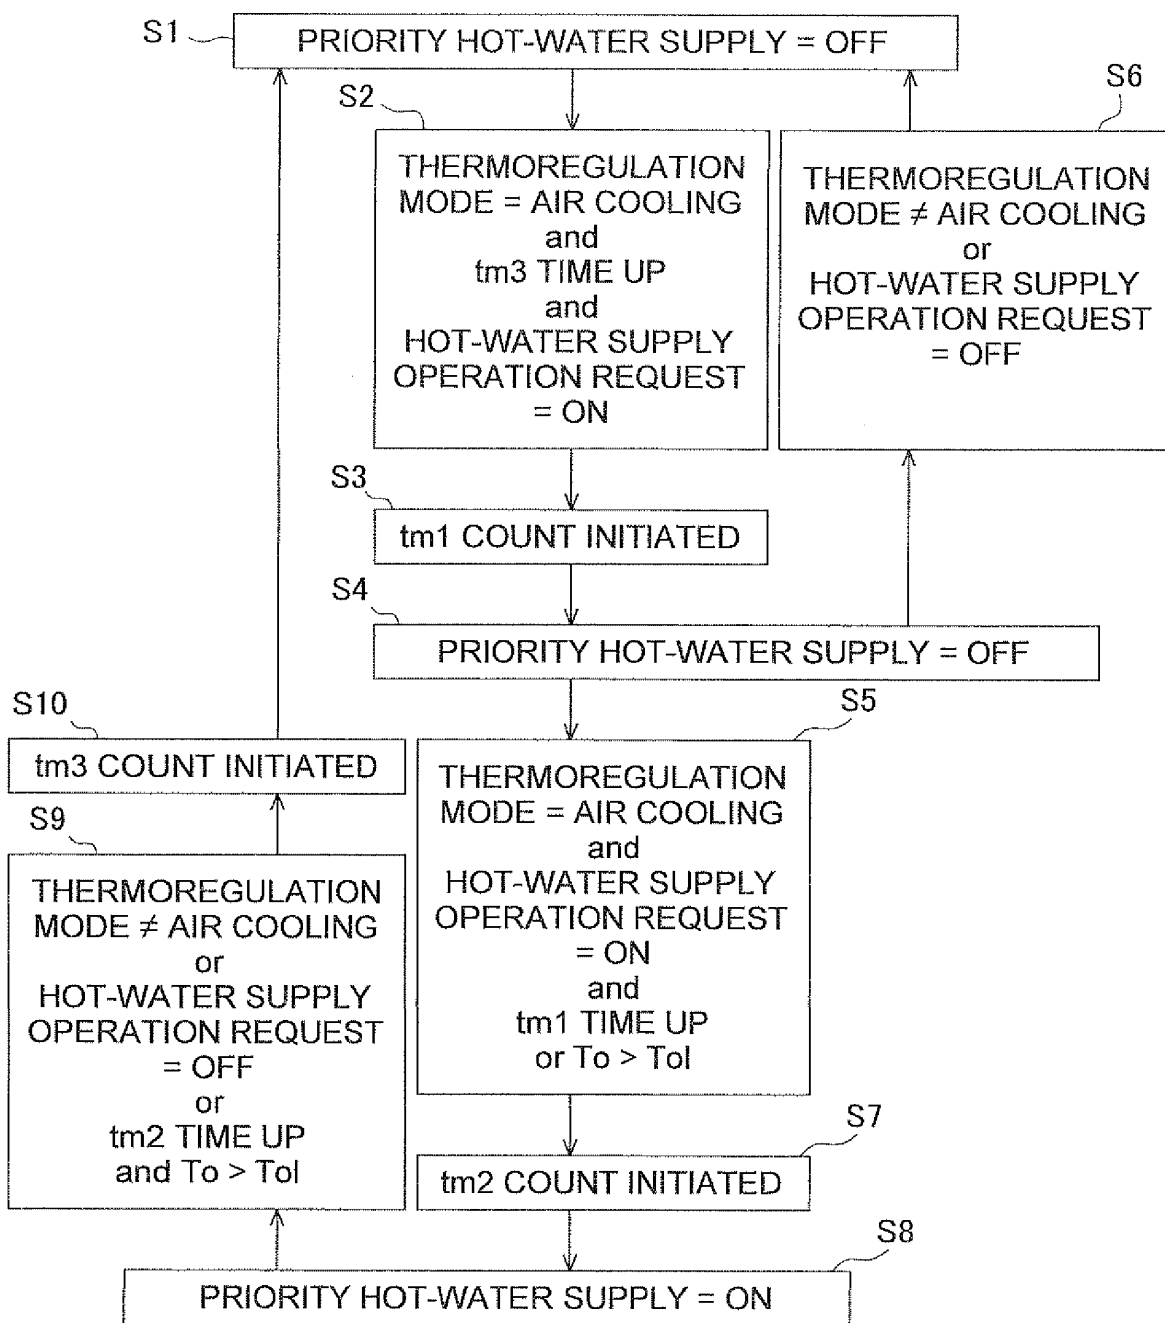 S1
PRIORITY HOT-WATER SUPPLY = OFF
S2
THERMOREGULATION
MODE = AIR COOLING
and
tm3 TIME UP
and
HOT-WATER SUPPLY
OPERATION REQUEST
= ON
S6
THERMOREGULATION
MODE ≠ AIR COOLING
or
HOT-WATER SUPPLY
OPERATION REQUEST
= OFF
S3
tm1 COUNT INITIATED
S4
PRIORITY HOT-WATER SUPPLY = OFF
S5
THERMOREGULATION
MODE = AIR COOLING
and
HOT-WATER SUPPLY
OPERATION REQUEST
= ON
and
tm1 TIME UP
or To > Tol
S7
tm2 COUNT INITIATED
S8
PRIORITY HOT-WATER SUPPLY = ON
S9
THERMOREGULATION
MODE ≠ AIR COOLING
or
HOT-WATER SUPPLY
OPERATION REQUEST
= OFF
or
tm2 TIME UP
and To > Tol
S10
tm3 COUNT INITIATED